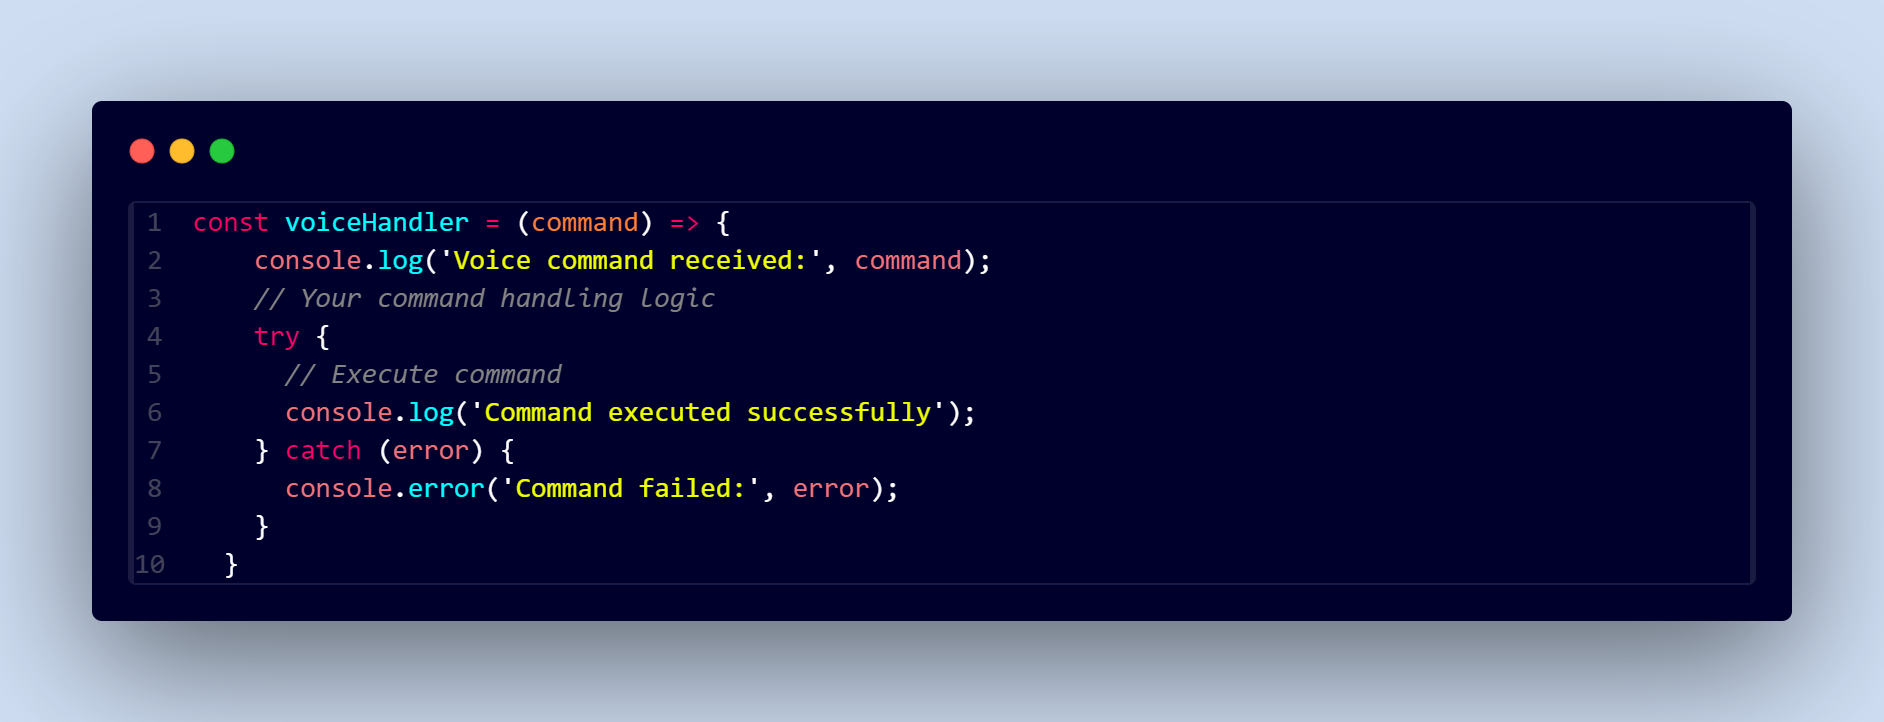 1 const voiceHandler = (command) => {
2     console.log('Voice command received:', command);
3     // Your command handling logic
4     try {
5       // Execute command
6       console.log('Command executed successfully');
7     } catch (error) {
8       console.error('Command failed:', error);
9     }
10   }